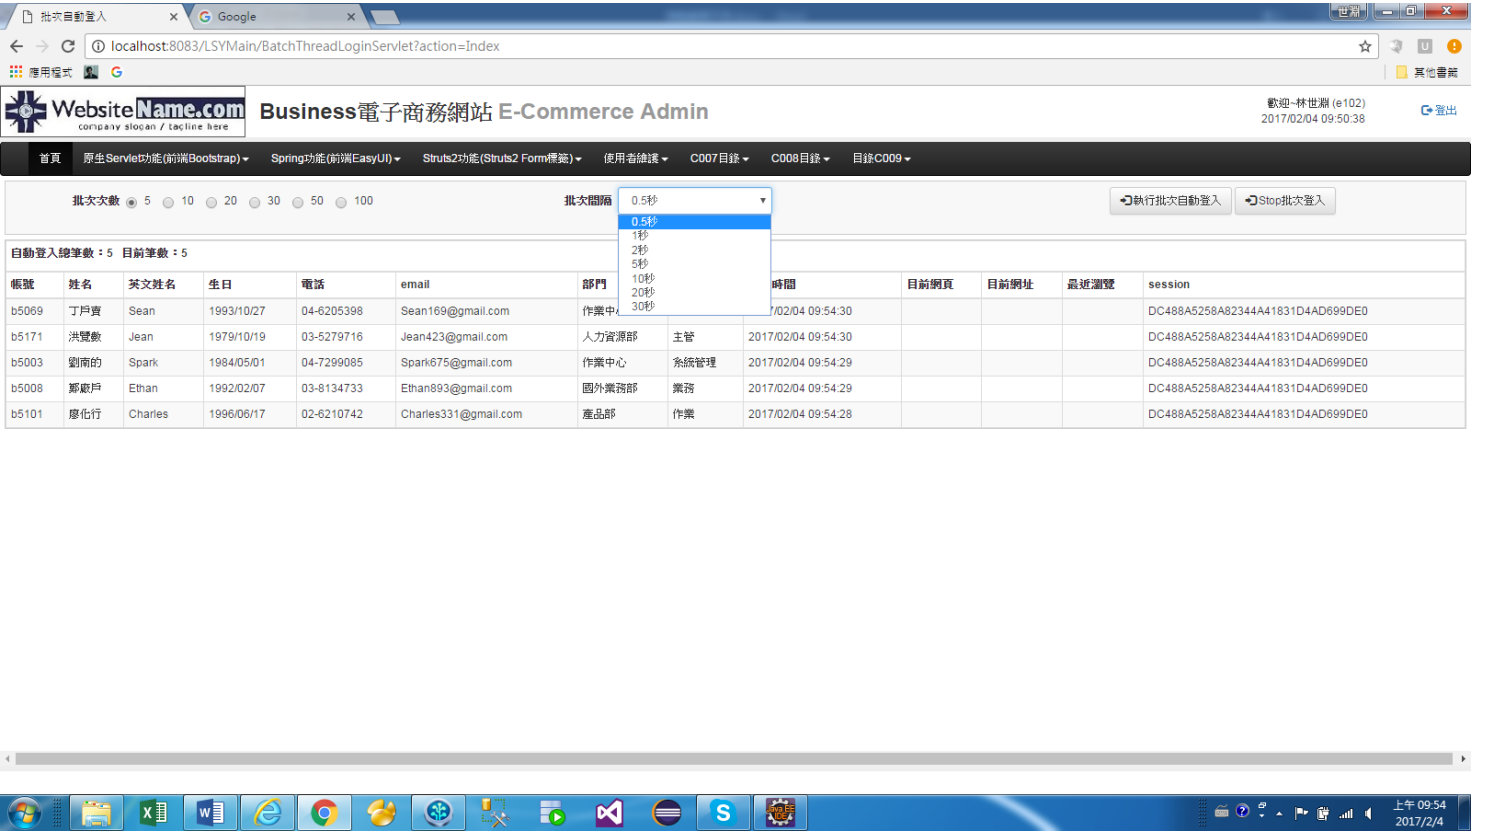 批次自動登入 × Google ×
世淵
localhost:8083/LSYMain/BatchThreadLoginServlet?action=Index
應用程式 其他書籤
WebsiteName.com
company slogan / tagline here
Business電子商務網站 E-Commerce Admin
歡迎~林世淵 (e102)
2017/02/04 09:50:38
登出
首頁 原生Servlet功能(前端Bootstrap) Spring功能(前端EasyUI) Struts2功能(Struts2 Form標籤) 使用者維護 C007目錄 C008目錄 目錄C009
批次次數 5 10 20 30 50 100 批次間隔 0.5秒 執行批次自動登入 Stop批次登入
0.5秒
1秒
2秒
5秒
10秒
20秒
30秒
自動登入總筆數：5 目前筆數：5
帳號 姓名 英文姓名 生日 電話 email 部門 時間 目前網頁 目前網址 最近瀏覽 session
b5069 丁戶賣 Sean 1993/10/27 04-6205398 Sean169@gmail.com 作業中 7/02/04 09:54:30 DC488A5258A82344A41831D4AD699DE0
b5171 洪覽數 Jean 1979/10/19 03-5279716 Jean423@gmail.com 人力資源部 主管 2017/02/04 09:54:30 DC488A5258A82344A41831D4AD699DE0
b5003 劉南的 Spark 1984/05/01 04-7299085 Spark675@gmail.com 作業中心 系統管理 2017/02/04 09:54:29 DC488A5258A82344A41831D4AD699DE0
b5008 鄭廠戶 Ethan 1992/02/07 03-8134733 Ethan893@gmail.com 國外業務部 業務 2017/02/04 09:54:29 DC488A5258A82344A41831D4AD699DE0
b5101 廖化行 Charles 1996/06/17 02-6210742 Charles331@gmail.com 產品部 作業 2017/02/04 09:54:28 DC488A5258A82344A41831D4AD699DE0
Java EE
IDE
上午 09:54
2017/2/4